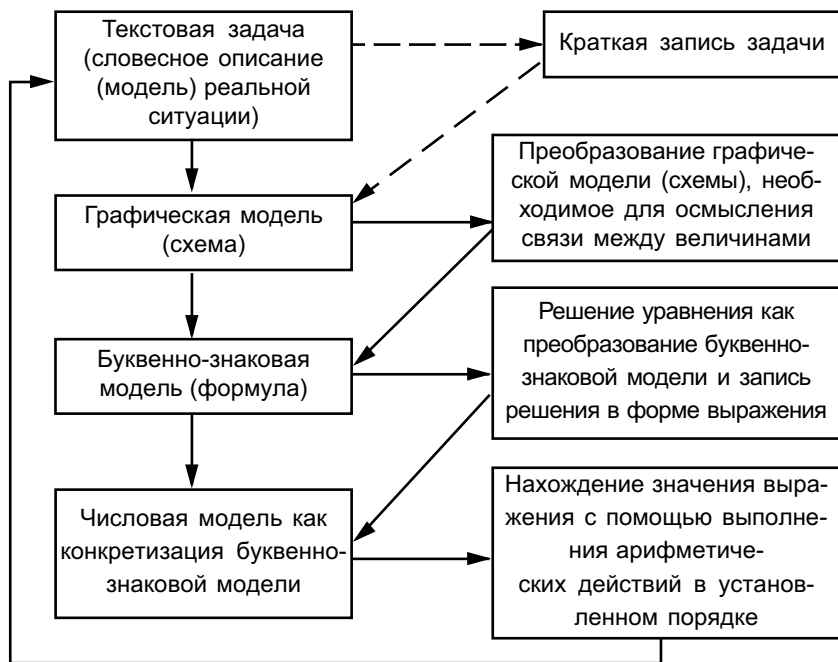 Текстовая задача
(словесное описание
(модель) реальной
ситуации)
Краткая запись задачи
Графическая модель
(схема)
Преобразование графиче-
ской модели (схемы), необ-
ходимое для осмысления
связи между величинами
Буквенно-знаковая
модель (формула)
Решение уравнения как
преобразование буквенно-
знаковой модели и запись
решения в форме выражения
Числовая модель как
конкретизация буквенно-
знаковой модели
Нахождение значения выра-
жения с помощью выполне-
ния арифметиче-
ских действий в установ-
ленном порядке